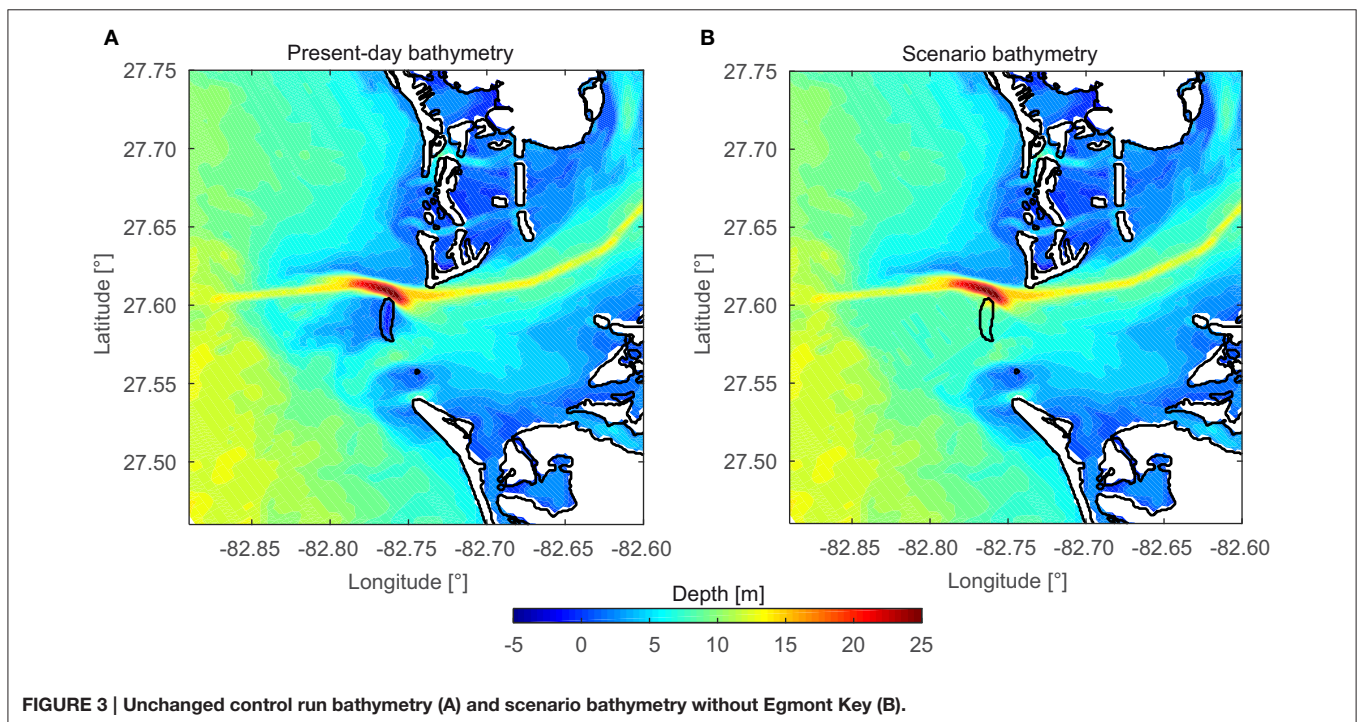 A
B
Present-day bathymetry
Scenario bathymetry
27.75
27.70
27.65
27.60
27.55
27.50
Latitude [°]
-82.85 -82.80 -82.75 -82.70 -82.65 -82.60
Longitude [°]
27.75
27.70
27.65
27.60
27.55
27.50
Latitude [°]
-82.85 -82.80 -82.75 -82.70 -82.65 -82.60
Longitude [°]
Depth [m]
-5 0 5 10 15 20 25
FIGURE 3 | Unchanged control run bathymetry (A) and scenario bathymetry without Egmont Key (B).